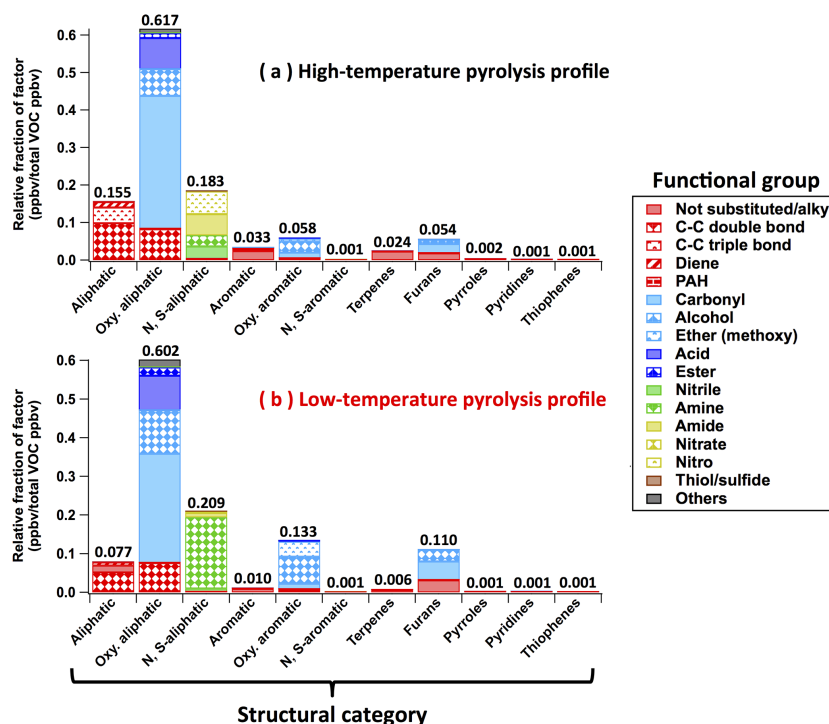 Relative fraction of factor
(ppbv/total VOC ppbv)
0.6
0.5
0.4
0.3
0.2
0.1
0.0
( a ) High-temperature pyrolysis profile
0.155
0.617
0.183
0.033
0.058
0.001
0.024
0.054
0.002
0.001
0.001
Aliphatic
Oxy. aliphatic
N, S-aliphatic
Aromatic
Oxy. aromatic
N, S-aromatic
Terpenes
Furans
Pyrroles
Pyridines
Thiophenes
Relative fraction of factor
(ppbv/total VOC ppbv)
0.6
0.5
0.4
0.3
0.2
0.1
0.0
( b ) Low-temperature pyrolysis profile
0.077
0.602
0.209
0.010
0.133
0.001
0.006
0.110
0.001
0.001
0.001
Aliphatic
Oxy. aliphatic
N, S-aliphatic
Aromatic
Oxy. aromatic
N, S-aromatic
Terpenes
Furans
Pyrroles
Pyridines
Thiophenes
Structural category
Functional group
Not substituted/alky
C-C double bond
C-C triple bond
Diene
PAH
Carbonyl
Alcohol
Ether (methoxy)
Acid
Ester
Nitrile
Amine
Amide
Nitrate
Nitro
Thiol/sulfide
Others